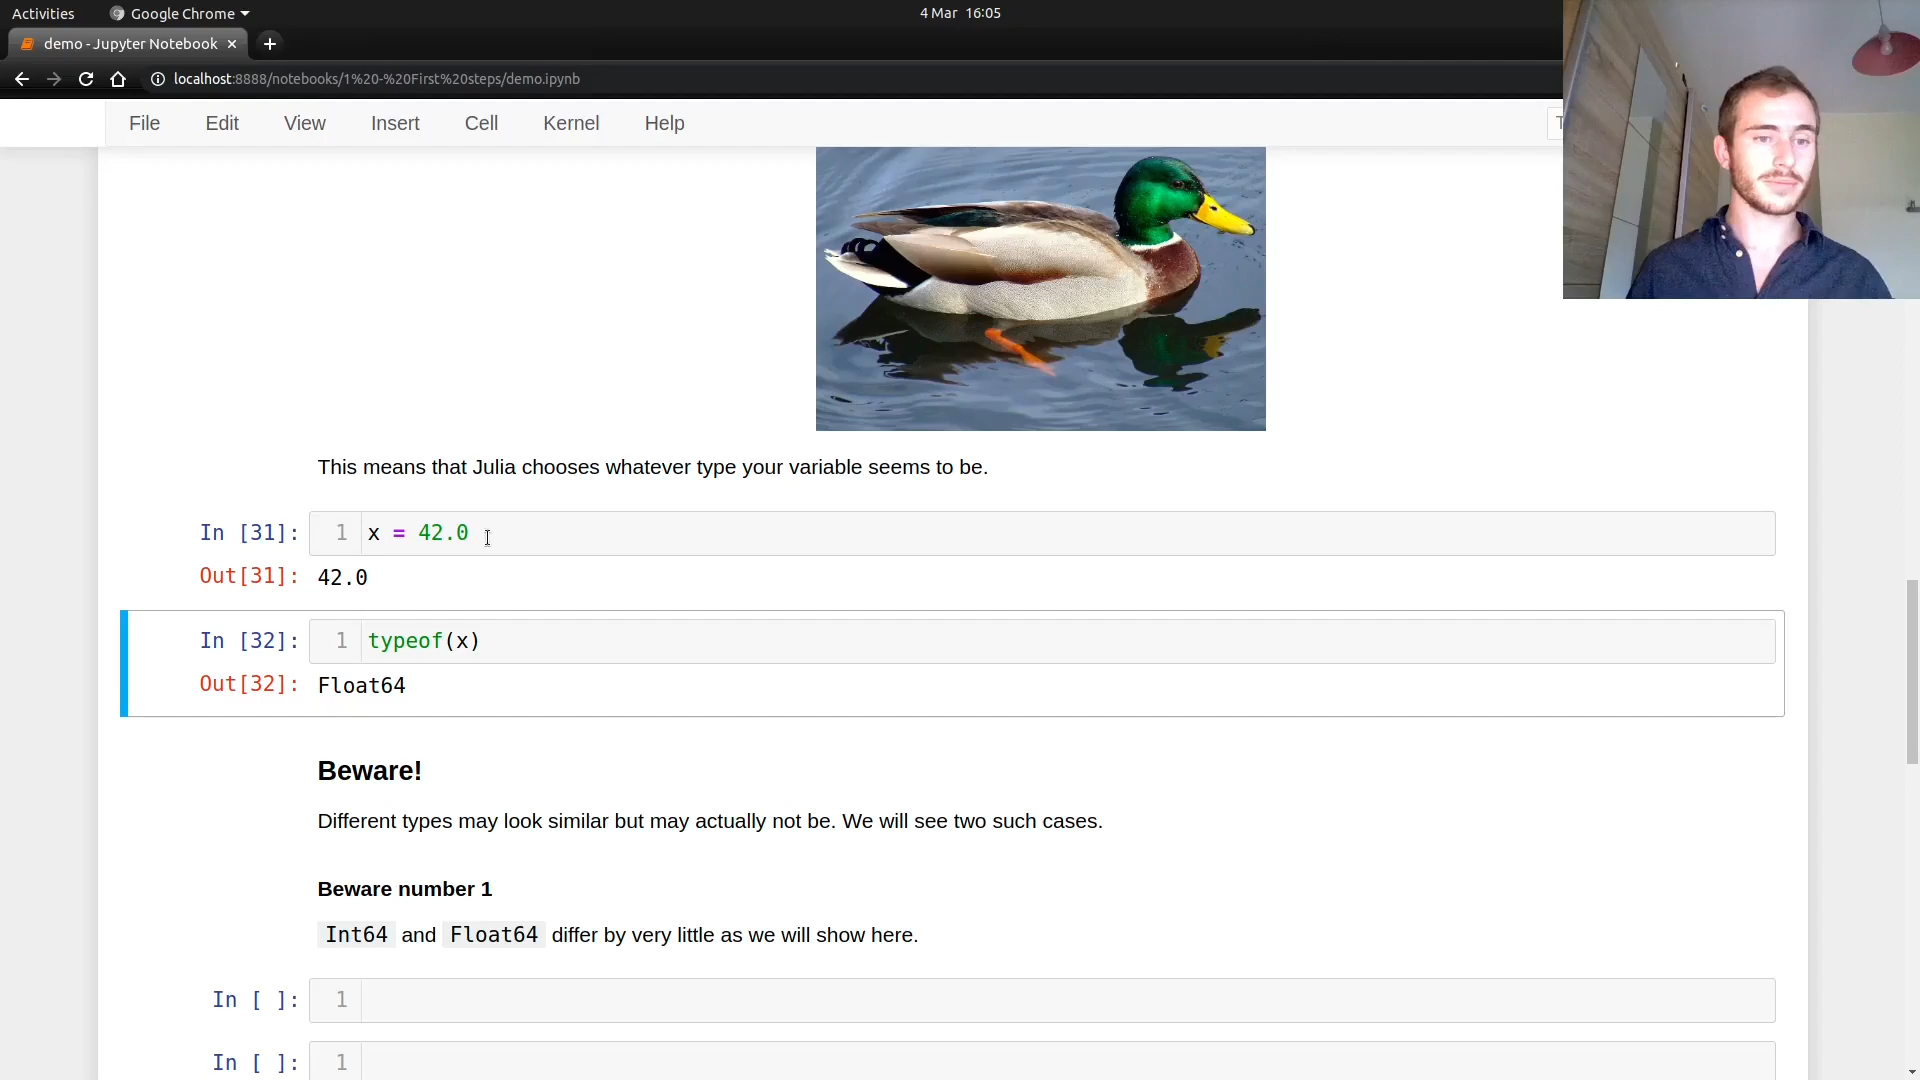 Activities Google Chrome 4 Mar 16:05
demo - Jupyter Notebook × +
localhost:8888/notebooks/1%20-%20First%20steps/demo.ipynb
File Edit View Insert Cell Kernel Help
This means that Julia chooses whatever type your variable seems to be.
In [31]: 1 x = 42.0
Out[31]: 42.0
In [32]: 1 typeof(x)
Out[32]: Float64
Beware!
Different types may look similar but may actually not be. We will see two such cases.
Beware number 1
Int64 and Float64 differ by very little as we will show here.
In [ ]: 1
In [ ]: 1